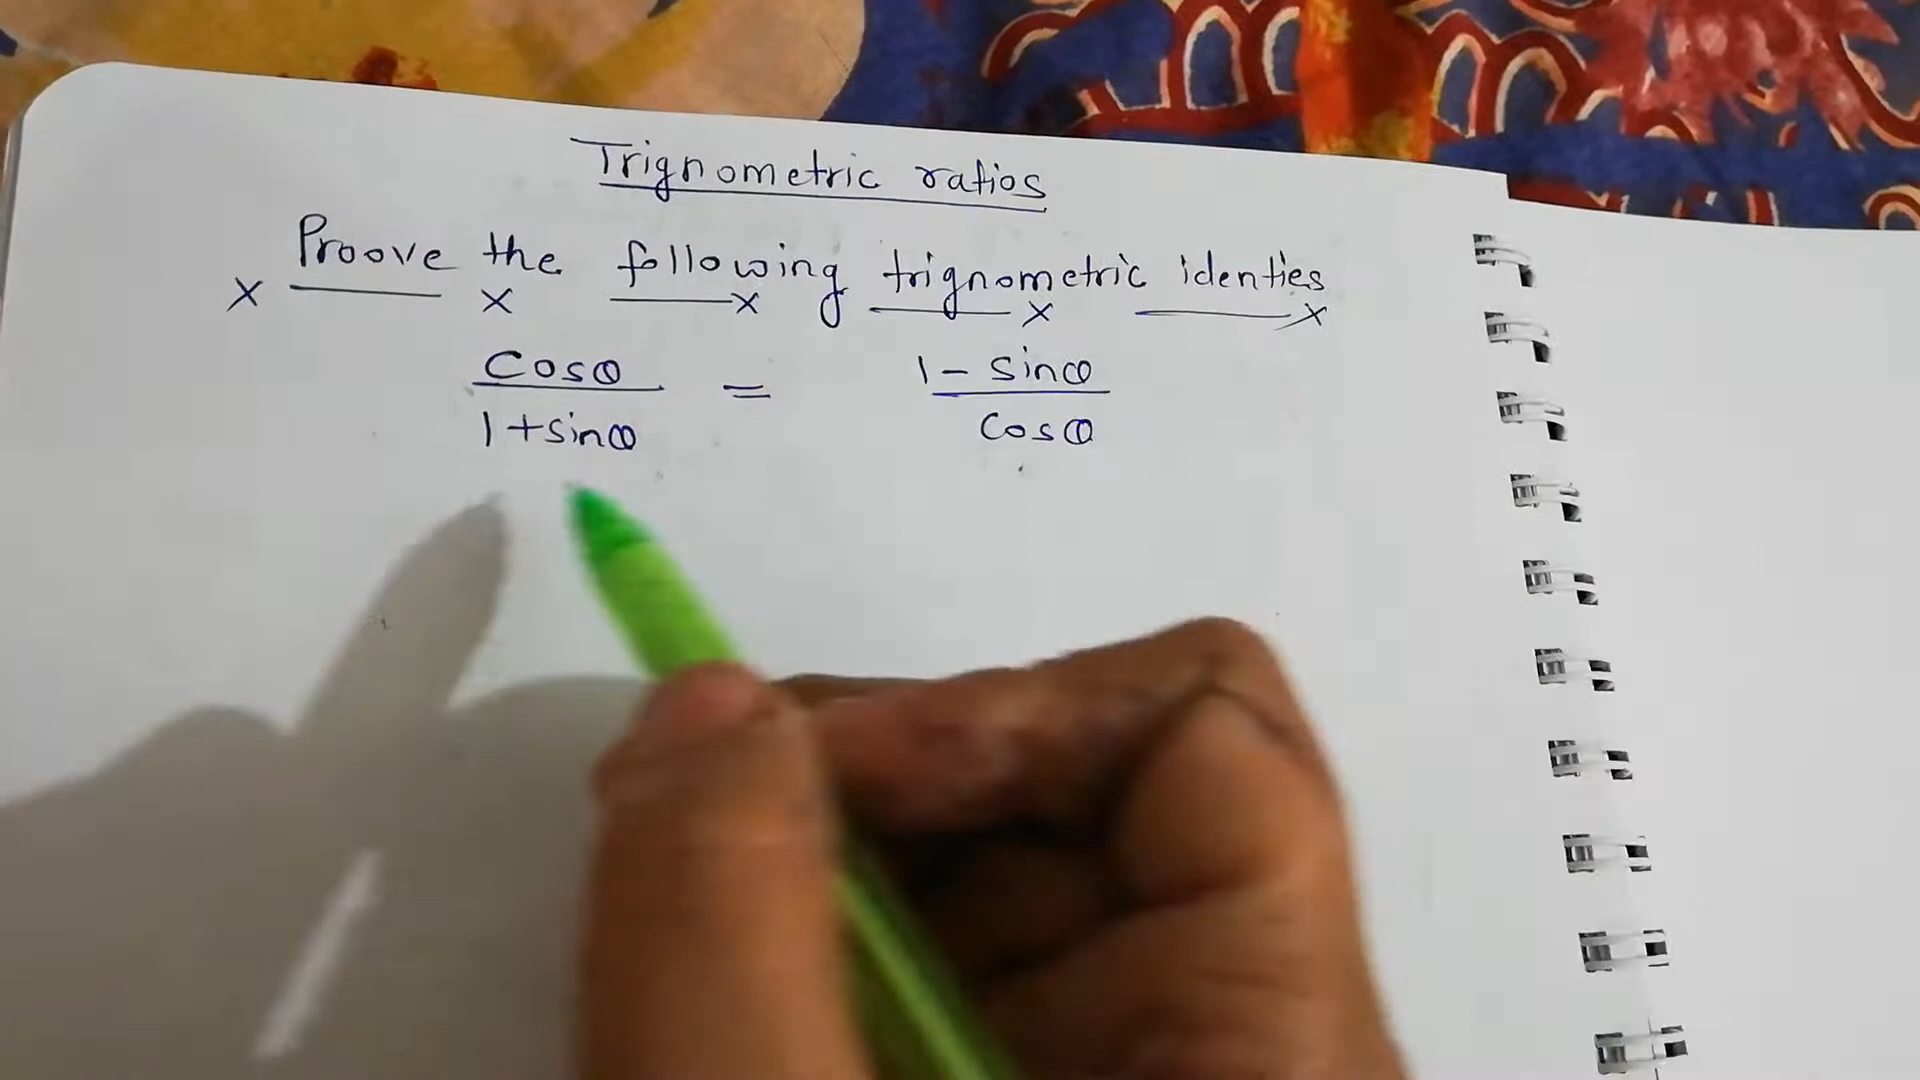 Trignometric ratios
Proove the following trignometric identies
x — x — x — x — x
cosθ / 1+sinθ = 1 - sinθ / cosθ